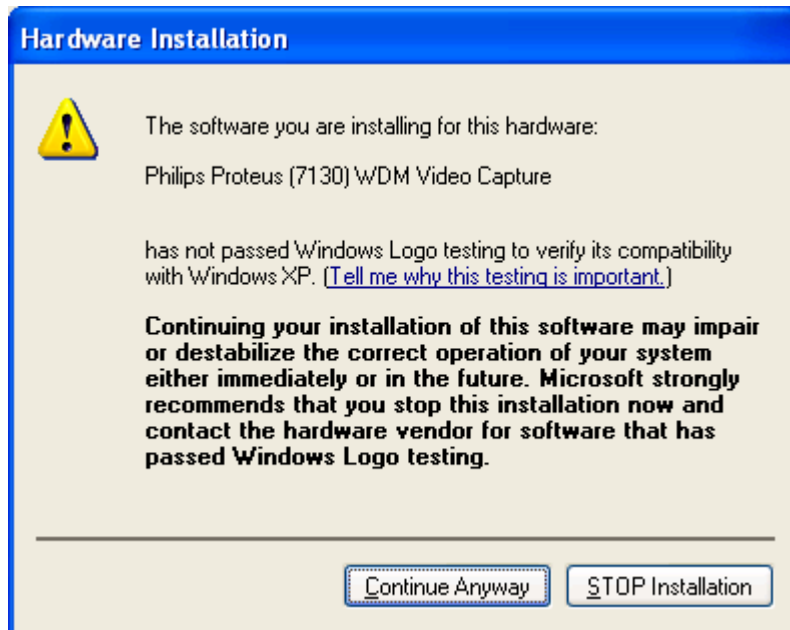 Hardware Installation
The software you are installing for this hardware:
Philips Proteus (7130) WDM Video Capture
has not passed Windows Logo testing to verify its compatibility
with Windows XP. (Tell me why this testing is important.)
Continuing your installation of this software may impair
or destabilize the correct operation of your system
either immediately or in the future. Microsoft strongly
recommends that you stop this installation now and
contact the hardware vendor for software that has
passed Windows Logo testing.
Continue Anyway
STOP Installation